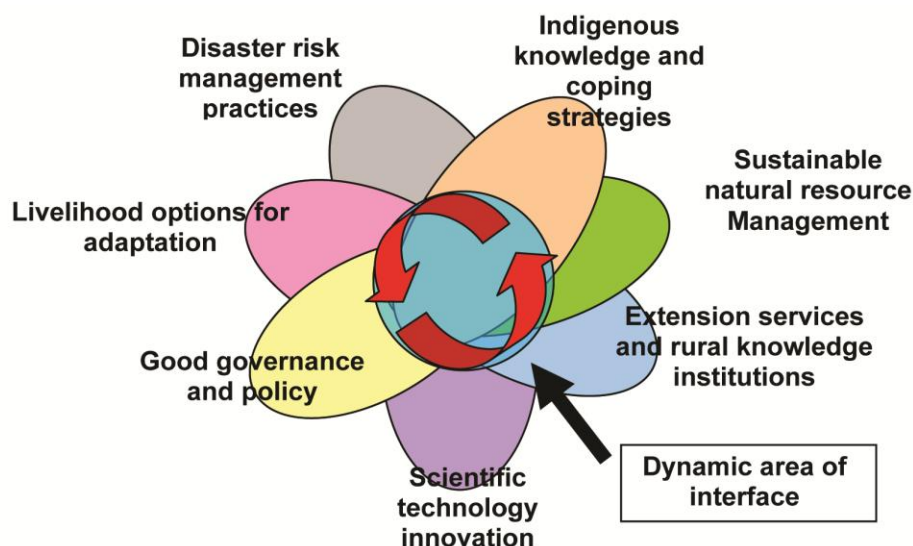 Disaster risk
management
practices
Indigenous
knowledge and
coping
strategies
Sustainable
natural resource
Management
Livelihood options for
adaptation
Extension services
and rural knowledge
institutions
Good governance
and policy
Scientific
technology
innovation
Dynamic area of
interface